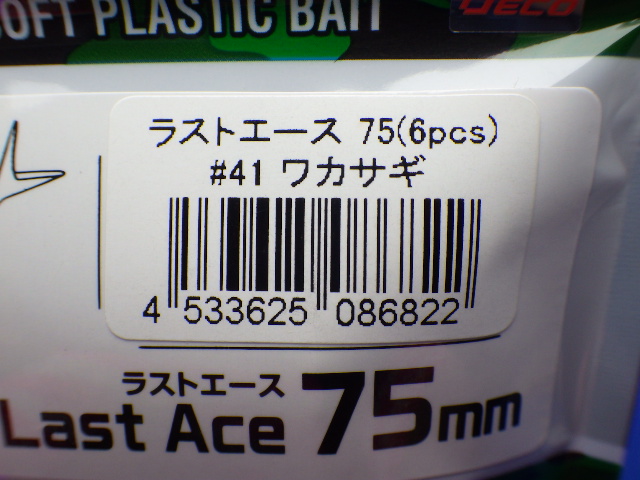 SOFT PLASTIC BAIT
JECO
ラストエース 75(6pcs)
#41 ワカサギ
4 533625 086822
ラストエース
Last Ace 75mm